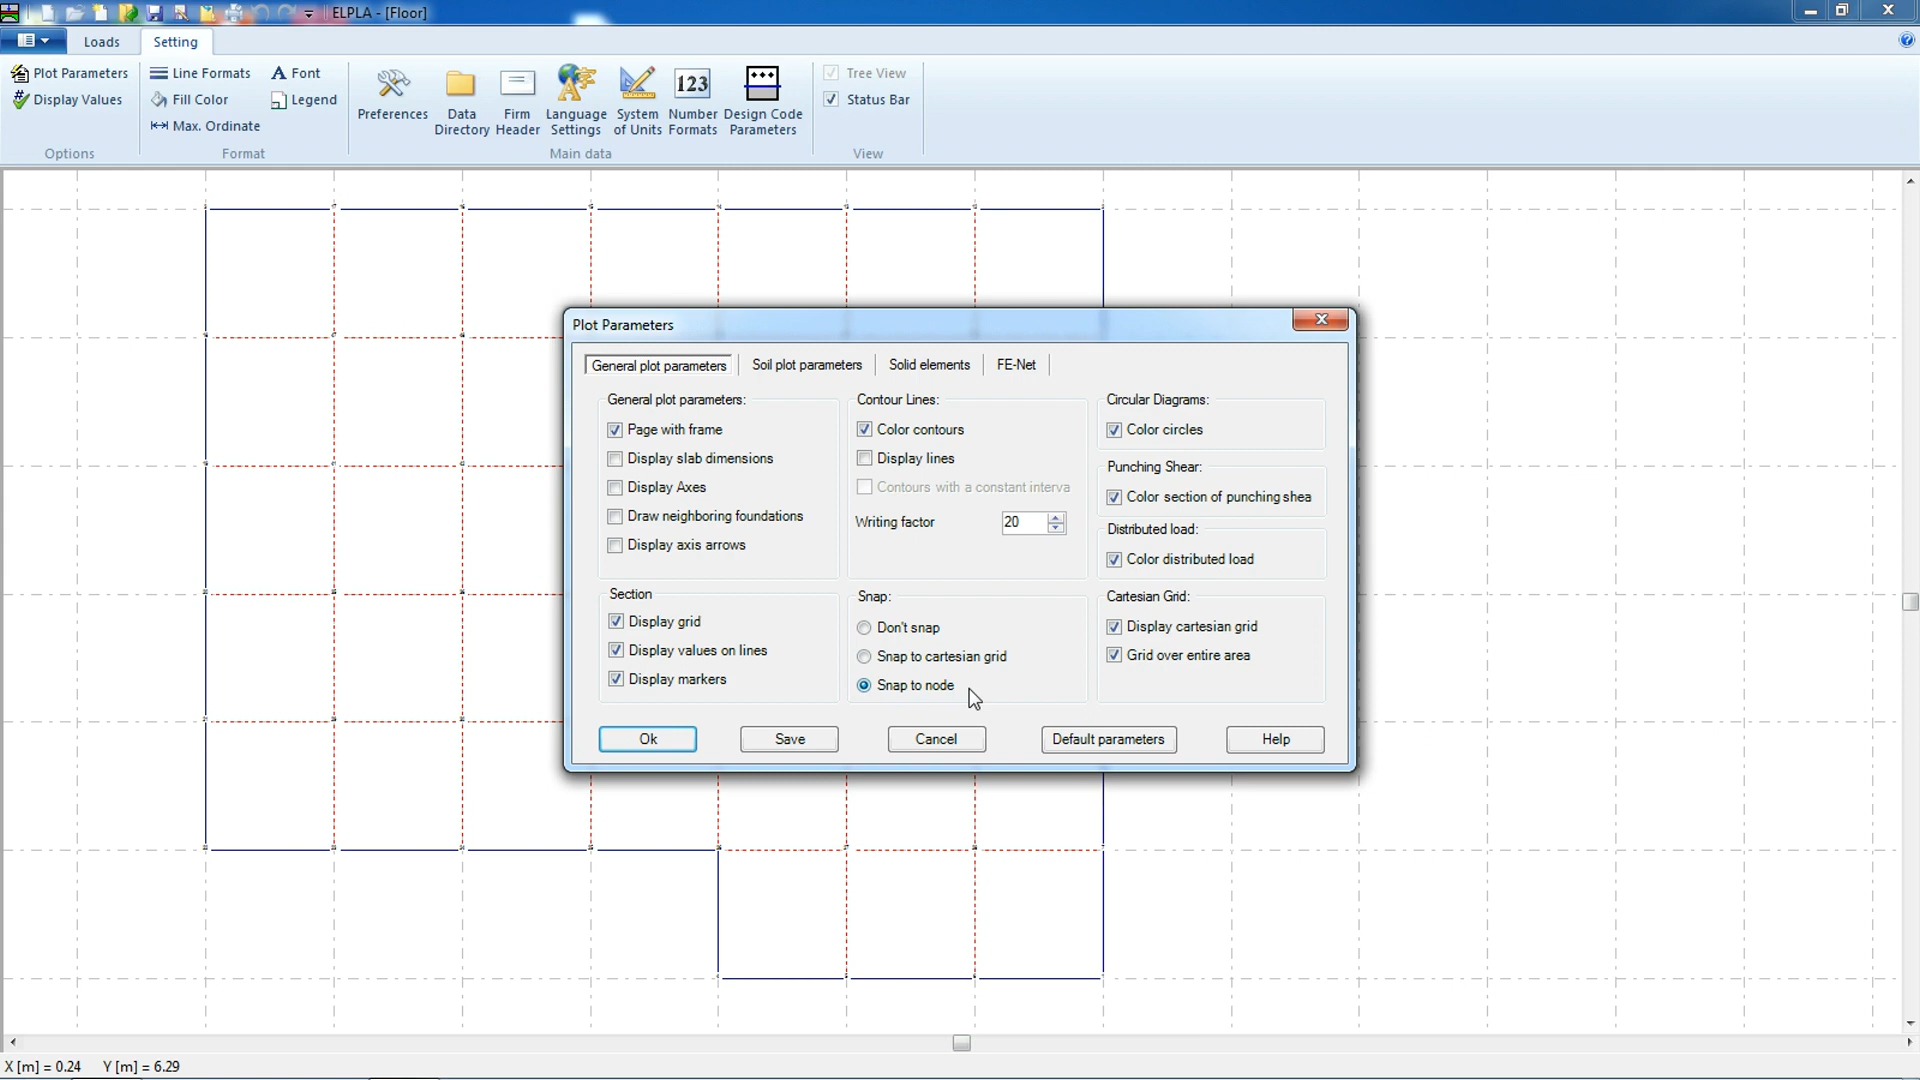 ELPLA - [Floor]
Loads
Setting
Plot Parameters
Display Values
Options
Line Formats
Fill Color
Max. Ordinate
Font
Legend
Format
Preferences
Data
Directory
Firm
Header
Language
Settings
System
of Units
123
Number
Formats
Design Code
Parameters
Main data
Tree View
Status Bar
View
Plot Parameters
General plot parameters
Soil plot parameters
Solid elements
FE-Net
General plot parameters:
Page with frame
Display slab dimensions
Display Axes
Draw neighboring foundations
Display axis arrows
Contour Lines:
Color contours
Display lines
Contours with a constant interva
Writing factor
20
Circular Diagrams:
Color circles
Punching Shear:
Color section of punching shea
Distributed load:
Color distributed load
Section
Display grid
Display values on lines
Display markers
Snap:
Don't snap
Snap to cartesian grid
Snap to node
Cartesian Grid:
Display cartesian grid
Grid over entire area
Ok
Save
Cancel
Default parameters
Help
X [m] = 0.24 Y [m] = 6.29